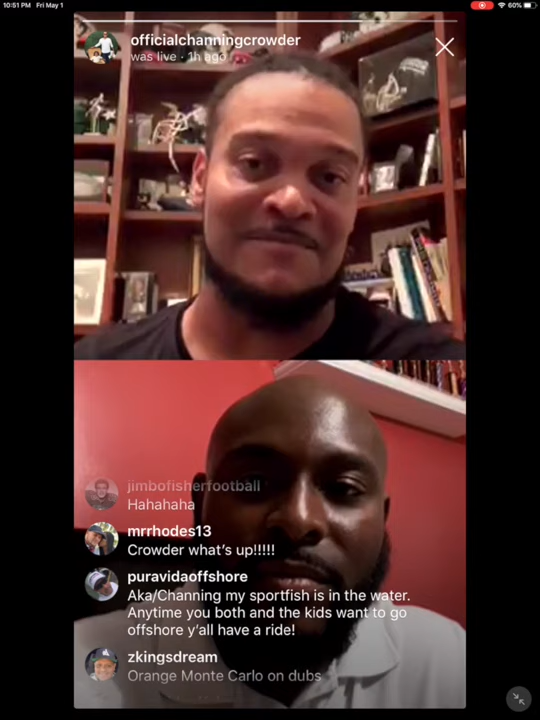 10:51 PM Fri May 1
60%
officialchanningcrowder
was live · 1h ago
jimbofisherfootball
Hahahaha
mrrhodes13
Crowder what's up!!!!!
puravidaoffshore
Aka/Channing my sportfish is in the water.
Anytime you both and the kids want to go
offshore y'all have a ride!
zkingsdream
Orange Monte Carlo on dubs